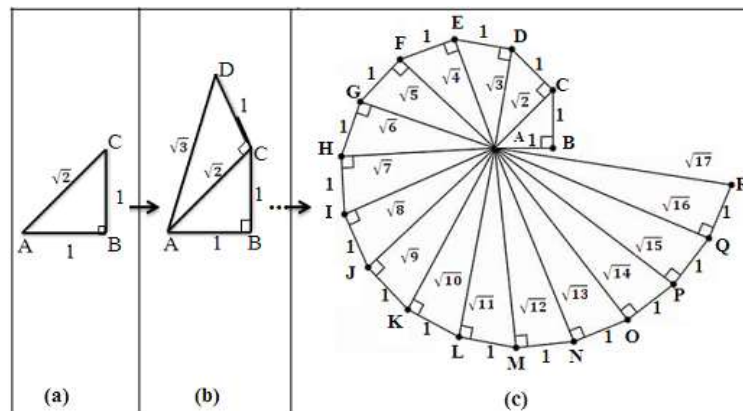 C
√2
1
A
1
B
(a)
D
√3
1
√2
C
1
A
1
B
(b)
E
1
D
1
F
1
C
1
√4
√3
√2
1
G
√5
A
1
B
1
√6
H
√7
√17
1
√8
√16
I
√15
1
Q
1
J
√9
√14
1
P
1
√10
√11
√12
√13
K
1
L
1
M
1
N
1
O
1
(c)